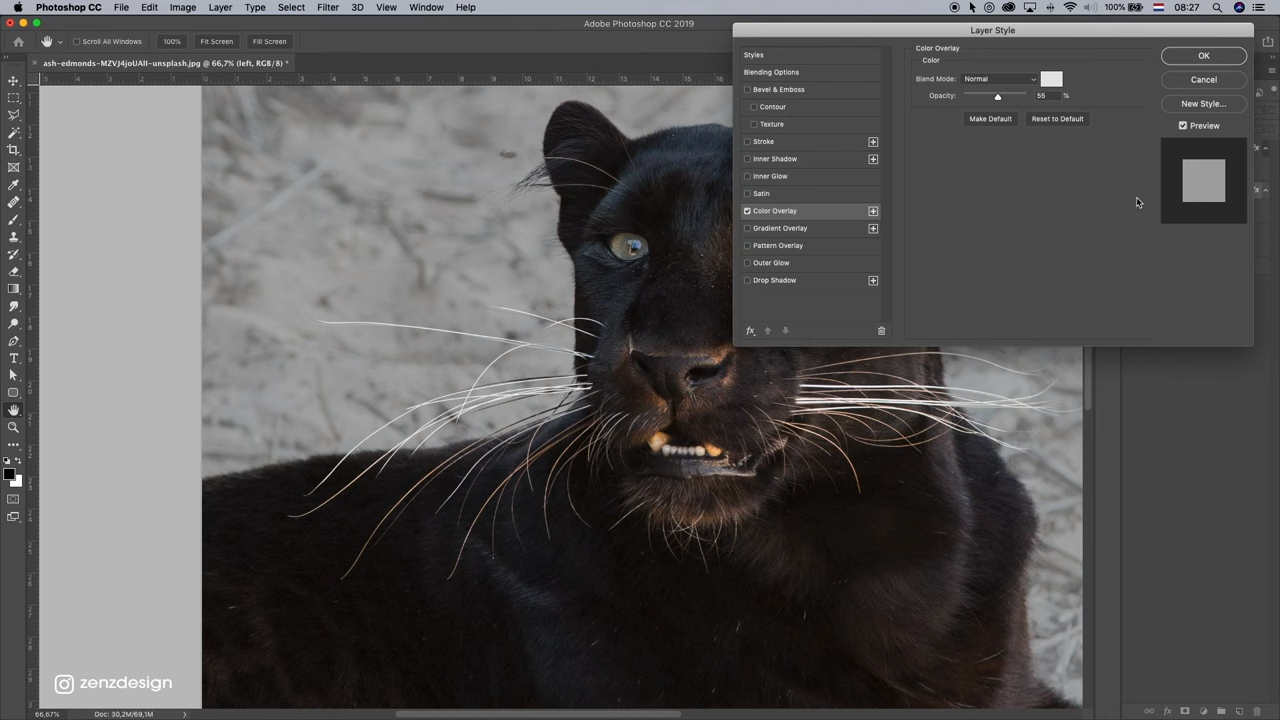 Photoshop CC File Edit Image Layer Type Select Filter 3D View Window Help 100% 08:27
Adobe Photoshop CC 2019
Scroll All Windows 100% Fit Screen Fill Screen
ash-edmonds-MZVJ4joUAII-unsplash.jpg @ 66,7% (left, RGB/8) *
Layer Style
Styles
Blending Options
Bevel & Emboss
Contour
Texture
Stroke
Inner Shadow
Inner Glow
Satin
Color Overlay
Gradient Overlay
Pattern Overlay
Outer Glow
Drop Shadow
fx
Color Overlay
Color
Blend Mode: Normal
Opacity: 55 %
Make Default Reset to Default
OK
Cancel
New Style...
Preview
zenzdesign
66,67% Doc: 30,2M/69,1M